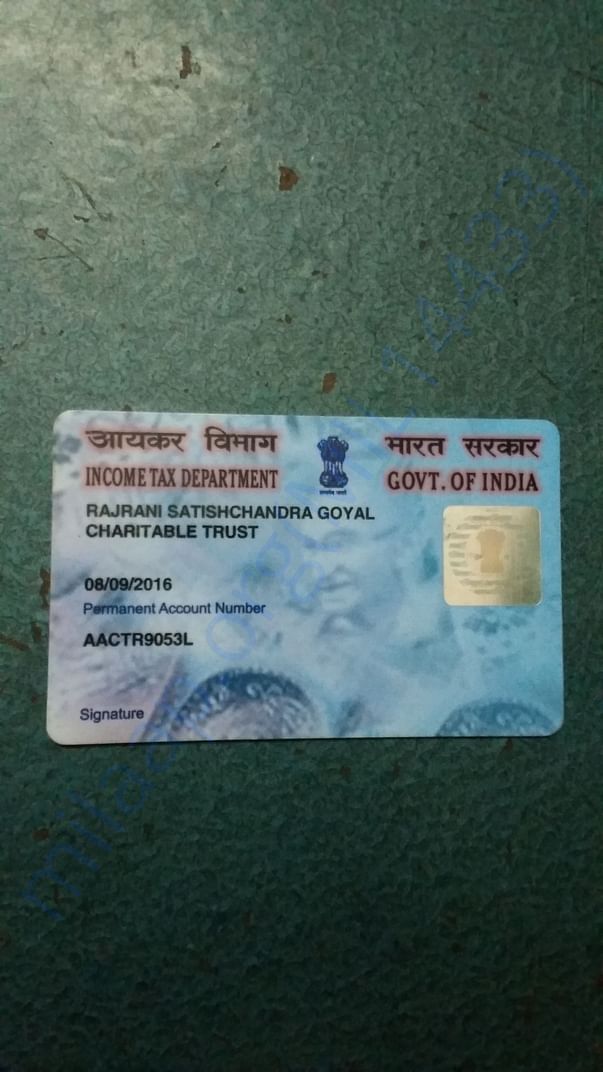 आयकर विभाग
INCOME TAX DEPARTMENT
भारत सरकार
GOVT. OF INDIA
RAJRANI SATISHCHANDRA GOYAL
CHARITABLE TRUST
08/09/2016
Permanent Account Number
AACTR9053L
Signature